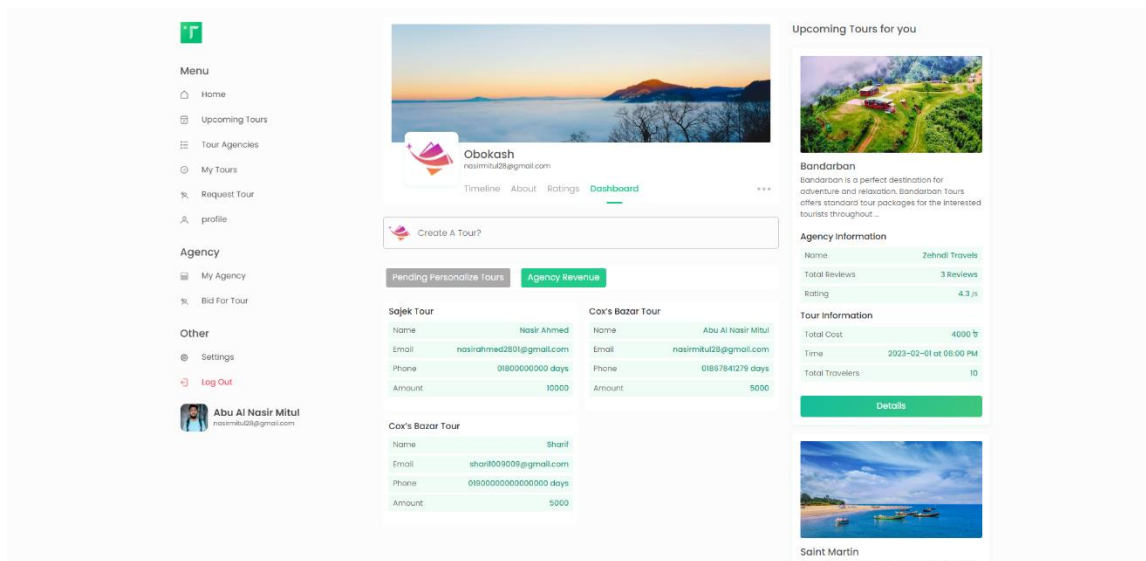 Menu
Home
Upcoming Tours
Tour Agencies
My Tours
Request Tour
profile
Agency
My Agency
Bid For Tour
Other
Settings
Log Out
Abu Al Nasir Mitul
nasirmitul28@gmail.com
Obokash
nasirmitul28@gmail.com
Timeline About Ratings Dashboard
Create A Tour?
Pending Personalize Tours Agency Revenue
Sajek Tour
Name Nasir Ahmed
Email nasirahmed2801@gmail.com
Phone 01800000000 days
Amount 10000
Cox's Bazar Tour
Name Abu Al Nasir Mitul
Email nasirmitul28@gmail.com
Phone 01867841279 days
Amount 5000
Cox's Bazar Tour
Name Sharif
Email sharif009009@gmail.com
Phone 01900000000000000 days
Amount 5000
Upcoming Tours for you
Bandarban
Bandarban is a perfect destination for
adventure and relaxation. Bandarban Tours
offers standard tour packages for the interested
tourists throughout ...
Agency Information
Name Zehndi Travels
Total Reviews 3 Reviews
Rating 4.3 /5
Tour Information
Total Cost 4000 ৳
Time 2023-02-01 at 06:00 PM
Total Travelers 10
Details
Saint Martin